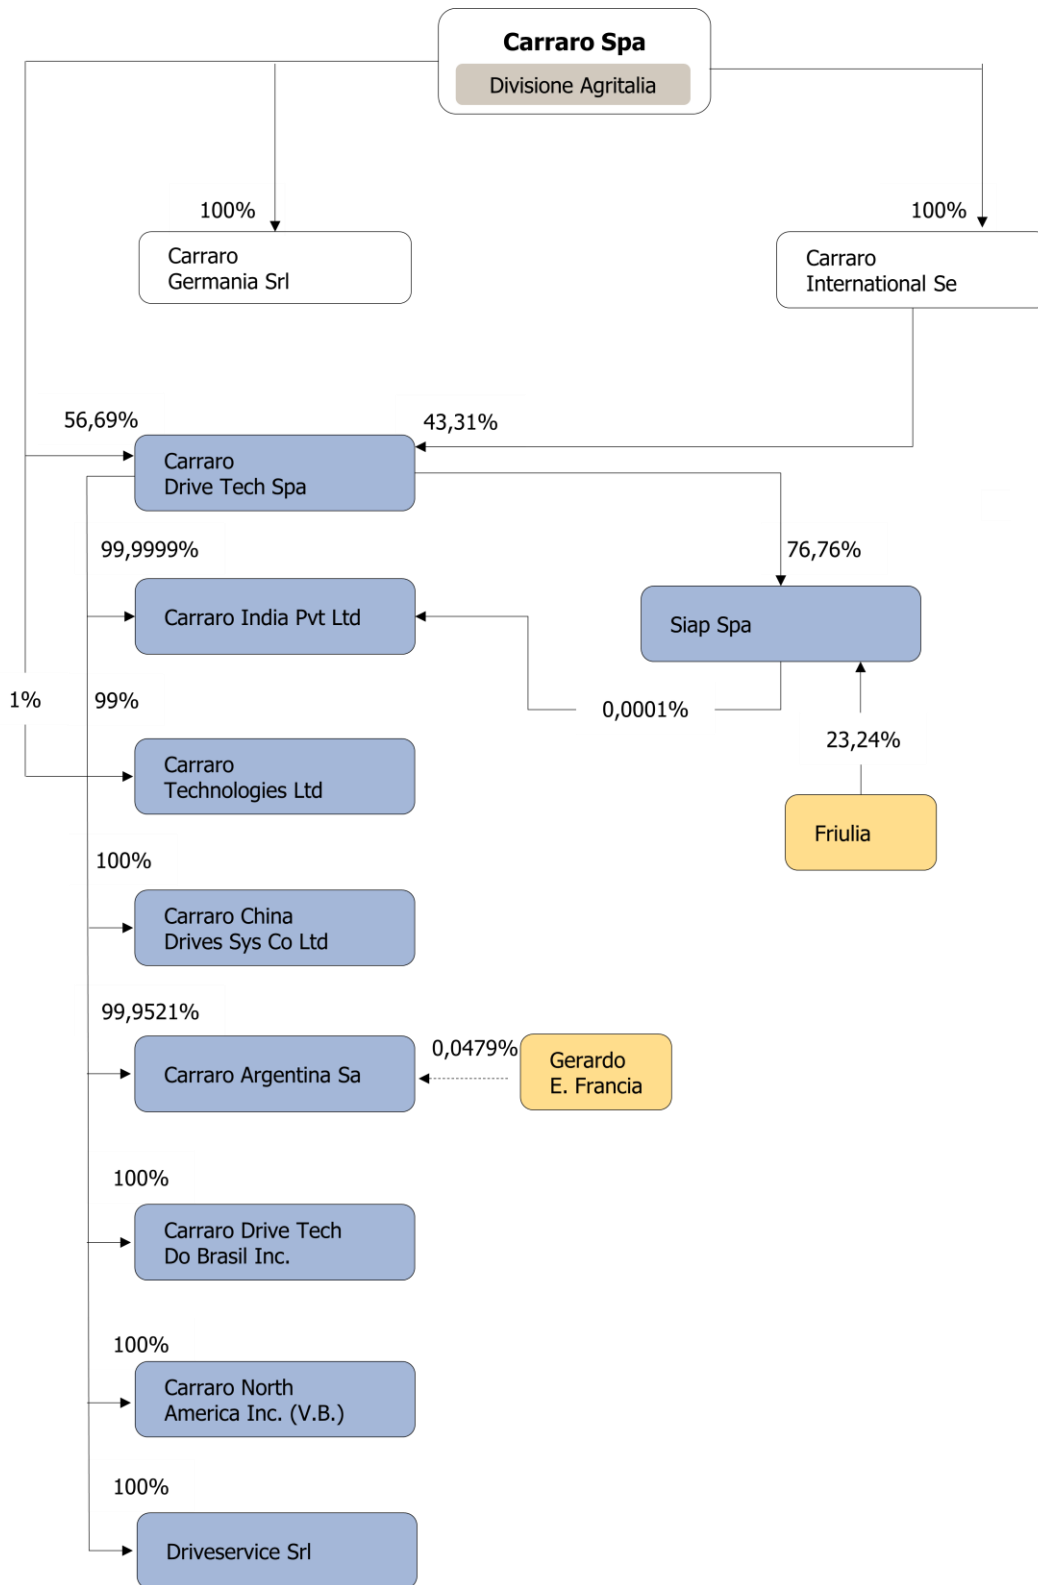 Carraro Spa
Divisione Agritalia
100%
100%
Carraro
Germania Srl
Carraro
International Se
56,69%
43,31%
Carraro
Drive Tech Spa
99,9999%
76,76%
Carraro India Pvt Ltd
Siap Spa
1%
99%
0,0001%
23,24%
Carraro
Technologies Ltd
Friulia
100%
Carraro China
Drives Sys Co Ltd
99,9521%
0,0479%
Carraro Argentina Sa
Gerardo
E. Francia
100%
Carraro Drive Tech
Do Brasil Inc.
100%
Carraro North
America Inc. (V.B.)
100%
Driveservice Srl